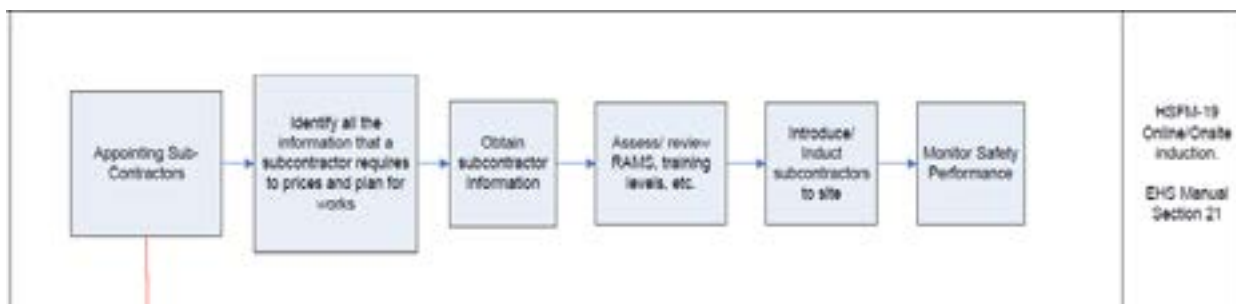 Appointing Sub-
Contractors
Identify all the
information that a
subcontractor requires
to prices and plan for
works
Obtain
subcontractor
Information
Assess/ review
RAMS, training
levels, etc.
Introduce/
Induct
subcontractors
to site
Monitor Safety
Performance
HSFM-19
Online/Onsite
induction.
EHS Manual
Section 21